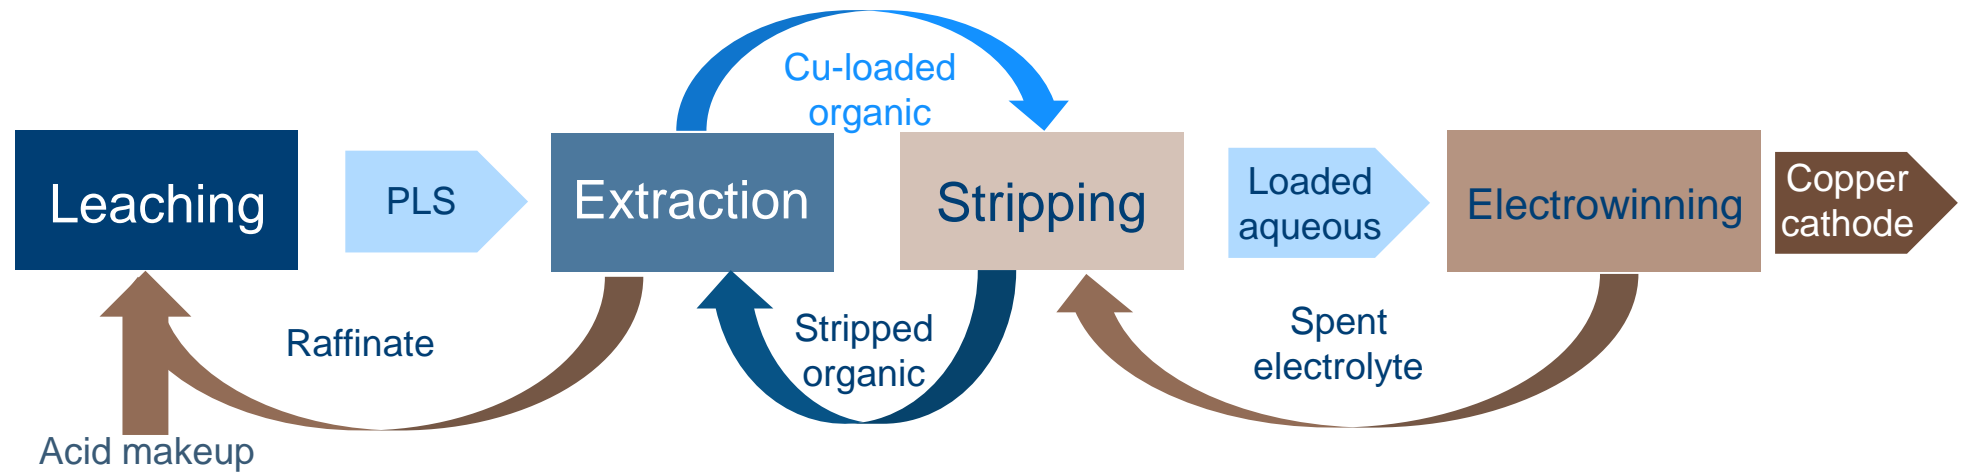 Cu-loaded
organic
Leaching
PLS
Extraction
Stripping
Loaded
aqueous
Electrowinning
Copper
cathode
Raffinate
Stripped
organic
Spent
electrolyte
Acid makeup